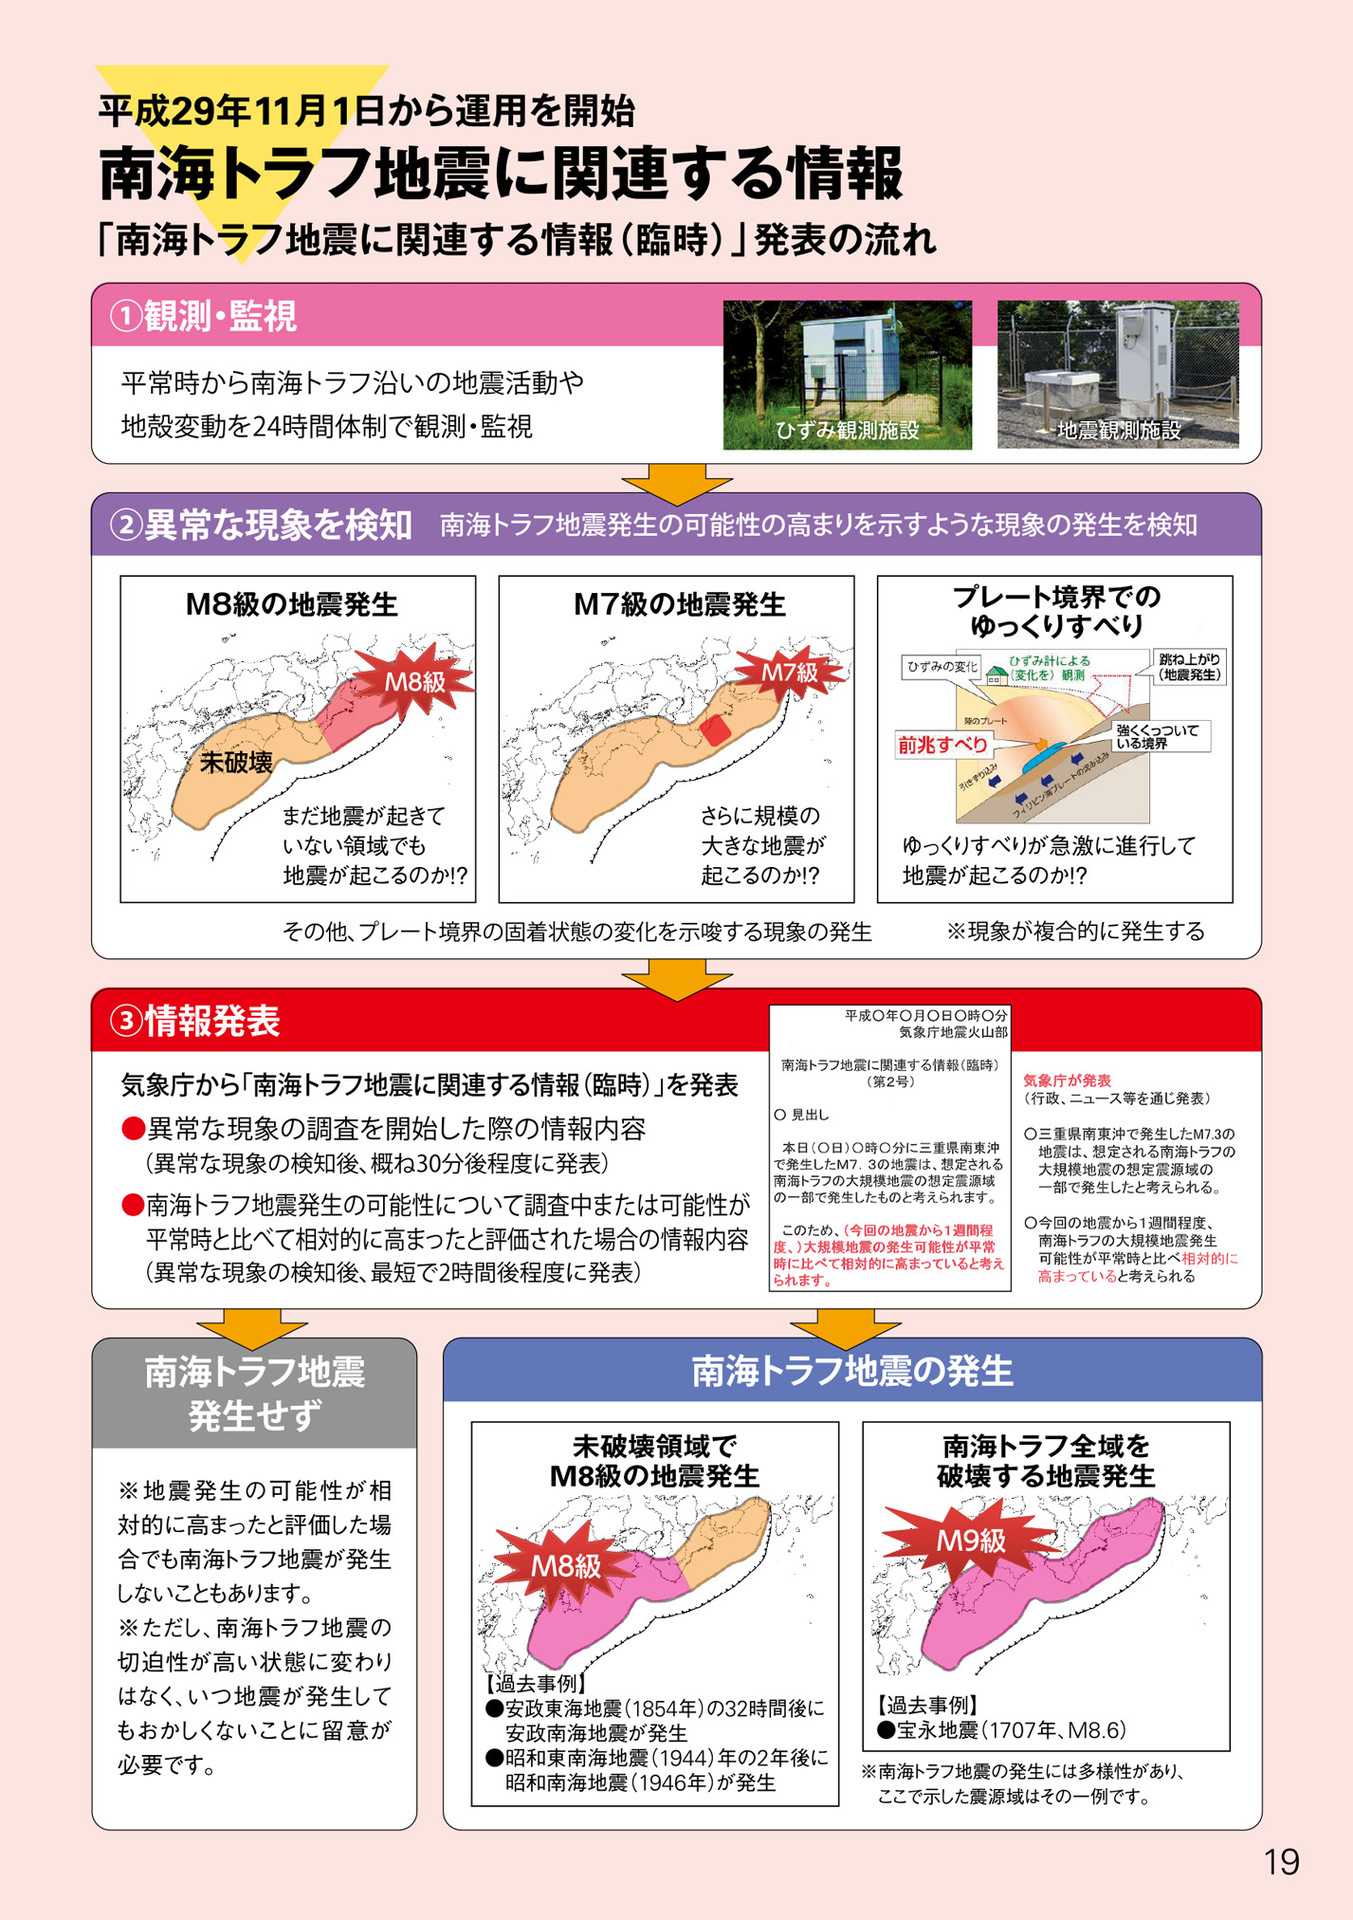 平成29年11月1日から運用を開始
南海トラフ地震に関連する情報
「南海トラフ地震に関連する情報（臨時）」発表の流れ
①観測・監視
平常時から南海トラフ沿いの地震活動や
地殻変動を24時間体制で観測・監視
ひずみ観測施設
地震観測施設
②異常な現象を検知 南海トラフ地震発生の可能性の高まりを示すような現象の発生を検知
M8級の地震発生
M8級
未破壊
まだ地震が起きて
いない領域でも
地震が起こるのか!?
M7級の地震発生
M7級
さらに規模の
大きな地震が
起こるのか!?
プレート境界での
ゆっくりすべり
ひずみの変化
ひずみ計による
（変化を）観測
跳ね上がり
（地震発生）
陸のプレート
前兆すべり
強くくっついて
いる境界
引きずり込み
フィリピン海プレートの沈み込み
ゆっくりすべりが急激に進行して
地震が起こるのか!?
その他、プレート境界の固着状態の変化を示唆する現象の発生
※現象が複合的に発生する
③情報発表
気象庁から「南海トラフ地震に関連する情報（臨時）」を発表
●異常な現象の調査を開始した際の情報内容
（異常な現象の検知後、概ね30分後程度に発表）
●南海トラフ地震発生の可能性について調査中または可能性が
平常時と比べて相対的に高まったと評価された場合の情報内容
（異常な現象の検知後、最短で2時間後程度に発表）
平成〇年〇月〇日〇時〇分
気象庁地震火山部
南海トラフ地震に関連する情報（臨時）
（第2号）
〇 見出し
本日（〇日）〇時〇分に三重県南東沖
で発生したM7．3の地震は、想定される
南海トラフの大規模地震の想定震源域
の一部で発生したものと考えられます。
このため、（今回の地震から1週間程
度、）大規模地震の発生可能性が平常
時に比べて相対的に高まっていると考え
られます。
気象庁が発表
（行政、ニュース等を通じ発表）
〇三重県南東沖で発生したM7.3の
地震は、想定される南海トラフの
大規模地震の想定震源域の
一部で発生したと考えられる。
〇今回の地震から1週間程度、
南海トラフの大規模地震発生
可能性が平常時と比べ相対的に
高まっていると考えられる
南海トラフ地震
発生せず
※地震発生の可能性が相
対的に高まったと評価した場
合でも南海トラフ地震が発生
しないこともあります。
※ただし、南海トラフ地震の
切迫性が高い状態に変わり
はなく、いつ地震が発生して
もおかしくないことに留意が
必要です。
南海トラフ地震の発生
未破壊領域で
M8級の地震発生
M8級
【過去事例】
●安政東海地震（1854年）の32時間後に
安政南海地震が発生
●昭和東南海地震（1944）年の2年後に
昭和南海地震（1946年）が発生
南海トラフ全域を
破壊する地震発生
M9級
【過去事例】
●宝永地震（1707年、M8.6）
※南海トラフ地震の発生には多様性があり、
ここで示した震源域はその一例です。
19